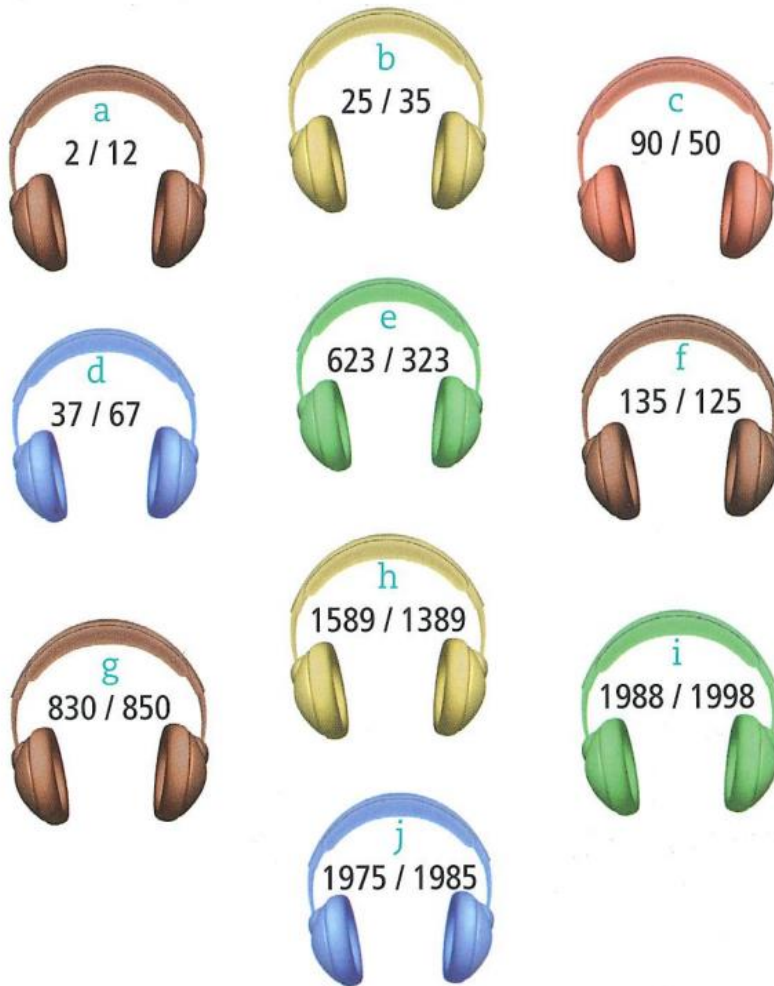 a
2 / 12
b
25 / 35
c
90 / 50
d
37 / 67
e
623 / 323
f
135 / 125
g
830 / 850
h
1589 / 1389
i
1988 / 1998
j
1975 / 1985